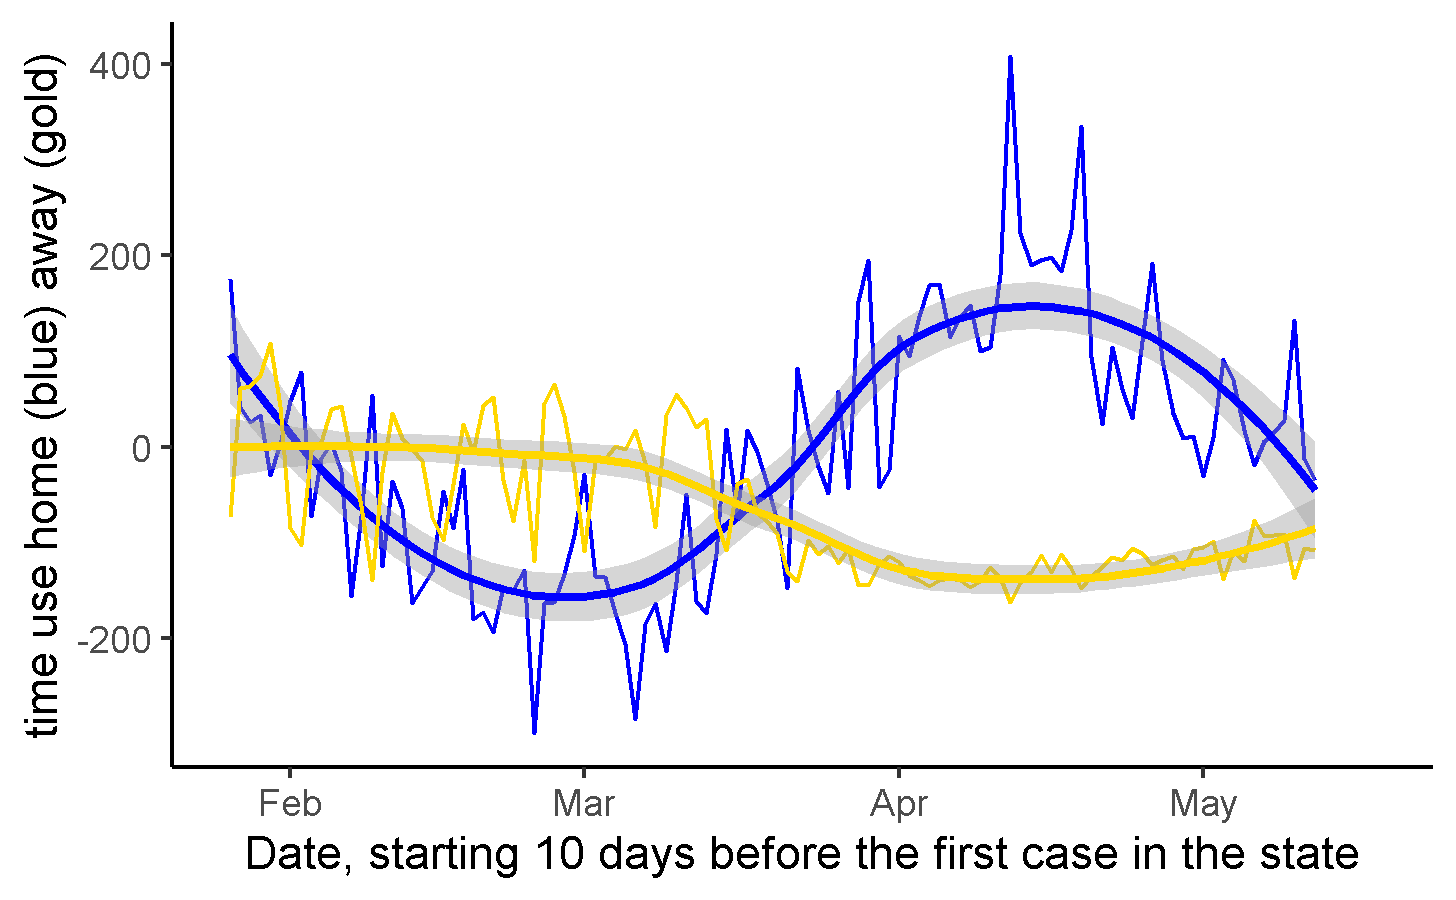 time use home (blue) away (gold)
400
200
0
-200
Feb Mar Apr May
Date, starting 10 days before the first case in the state